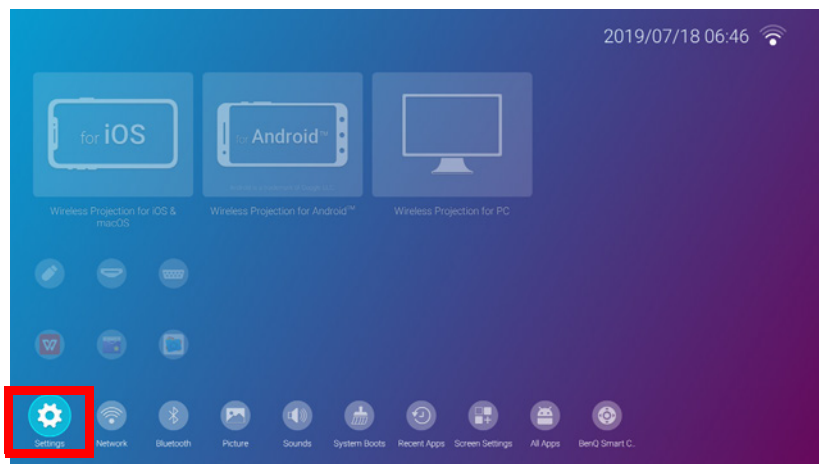 2019/07/18 06:46
for iOS
for Android™
Wireless Projection for iOS &
macOS
Wireless Projection for Android™
Wireless Projection for PC
W
Settings
Network
Bluetooth
Picture
Sounds
System Boots
Recent Apps
Screen Settings
All Apps
BenQ Smart C..